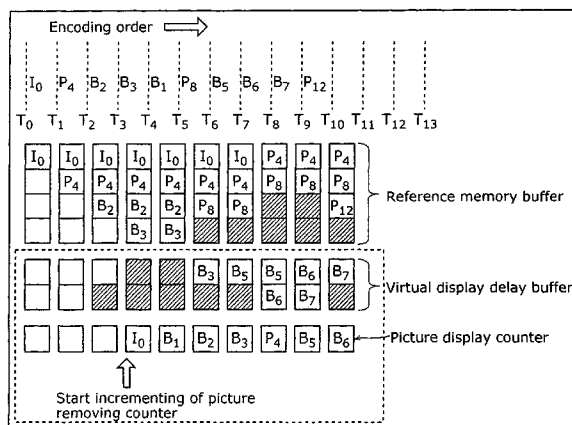 Encoding order
I0 P4 B2 B3 B1 P8 B5 B6 B7 P12
T0 T1 T2 T3 T4 T5 T6 T7 T8 T9 T10 T11 T12 T13
I0 I0 I0 I0 I0 I0 I0 P4 P4 P4
P4 P4 P4 P4 P4 P4 P8 P8 P8
B2 B2 B2 P8 P8 P12
Reference memory buffer
B3 B3
B3 B5 B5 B6 B7
Virtual display delay buffer
B6 B7
I0 B1 B2 B3 P4 B5 B6
Picture display counter
Start incrementing of picture
removing counter